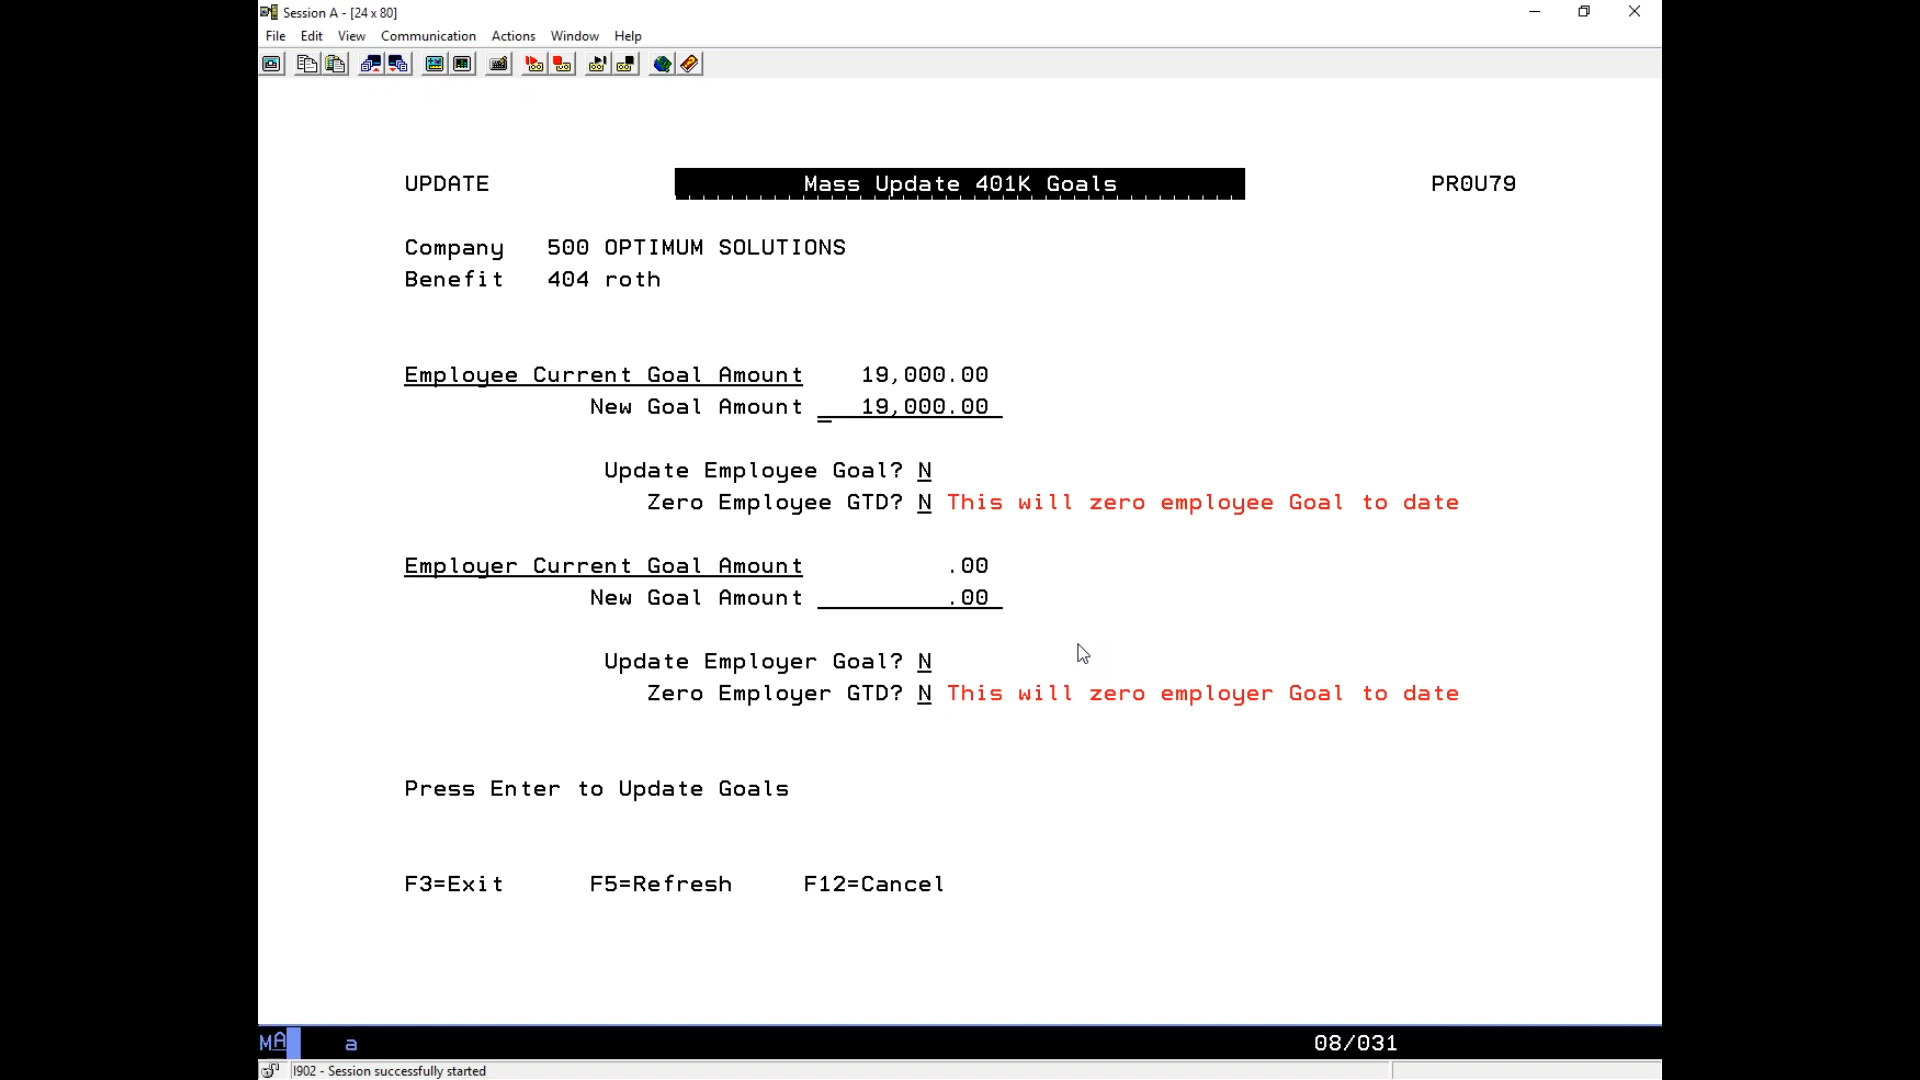 Session A - [24 x 80]
File Edit View Communication Actions Window Help
UPDATE Mass Update 401K Goals PR0U79
Company 500 OPTIMUM SOLUTIONS
Benefit 404 roth
Employee Current Goal Amount 19,000.00
New Goal Amount 19,000.00
Update Employee Goal? N
Zero Employee GTD? N This will zero employee Goal to date
Employer Current Goal Amount .00
New Goal Amount .00
Update Employer Goal? N
Zero Employer GTD? N This will zero employer Goal to date
Press Enter to Update Goals
F3=Exit F5=Refresh F12=Cancel
MA a 08/031
I902 - Session successfully started